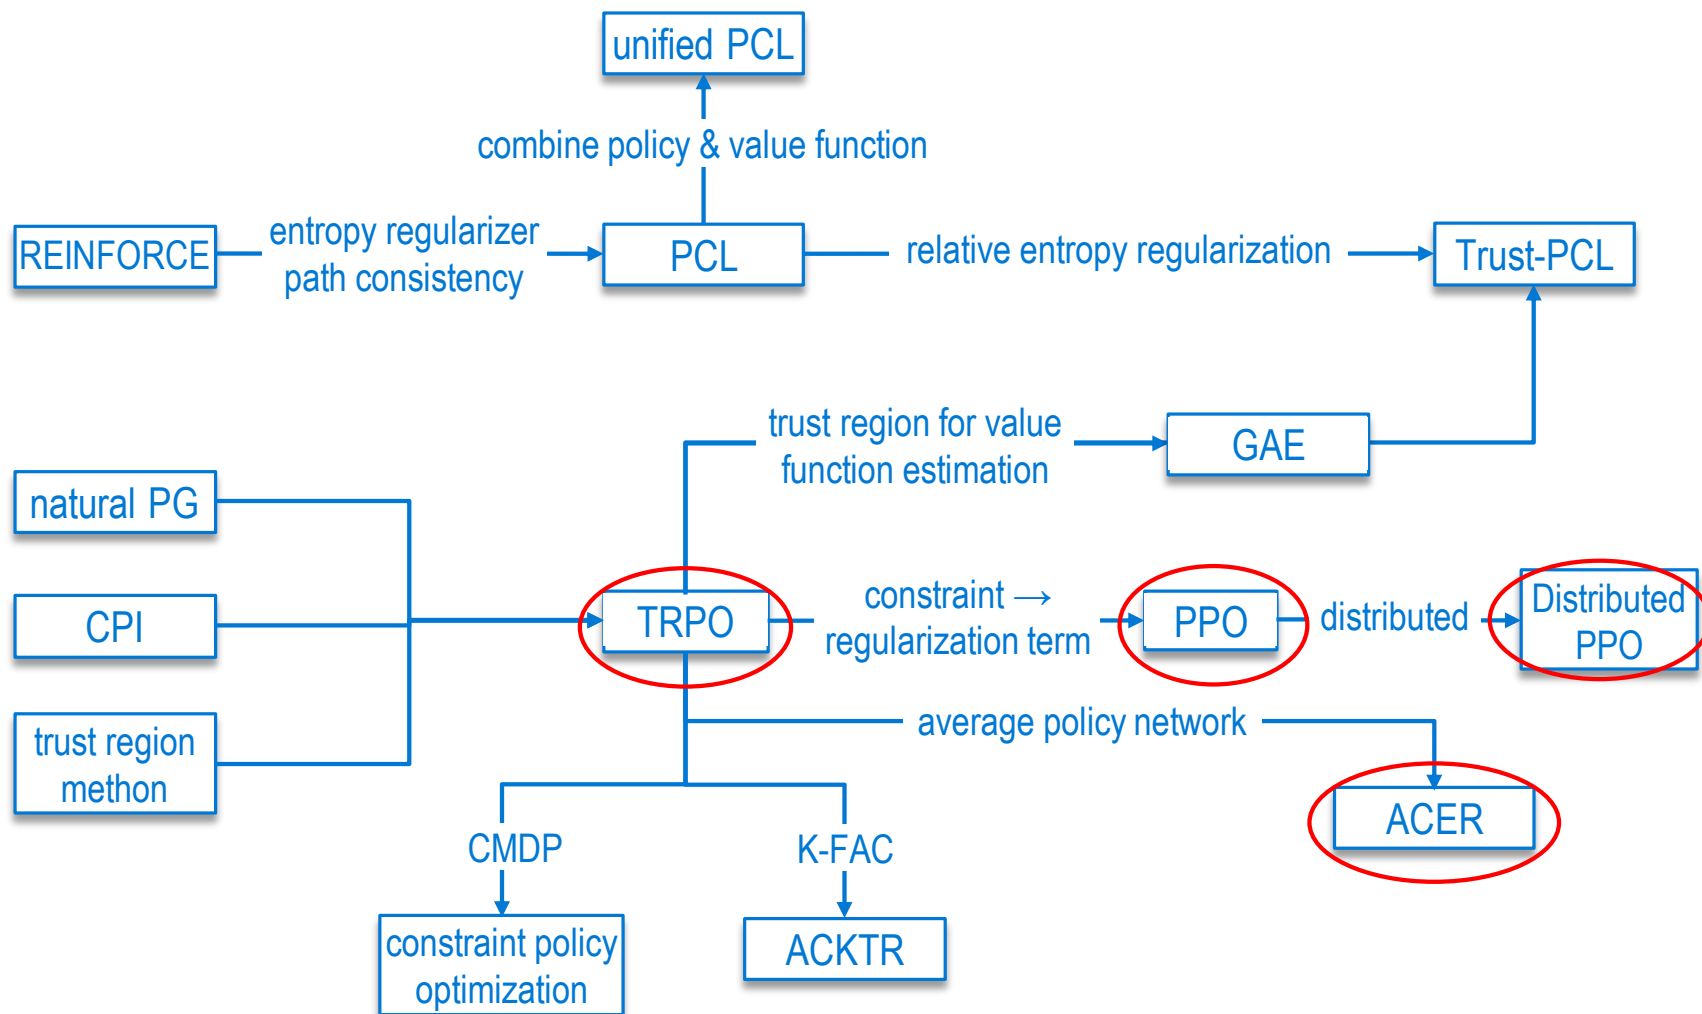 unified PCL
combine policy & value function
REINFORCE
entropy regularizer
path consistency
PCL
relative entropy regularization
Trust-PCL
trust region for value
function estimation
GAE
natural PG
CPI
trust region
methon
TRPO
constraint →
regularization term
PPO
distributed
Distributed
PPO
average policy network
ACER
CMDP
K-FAC
constraint policy
optimization
ACKTR